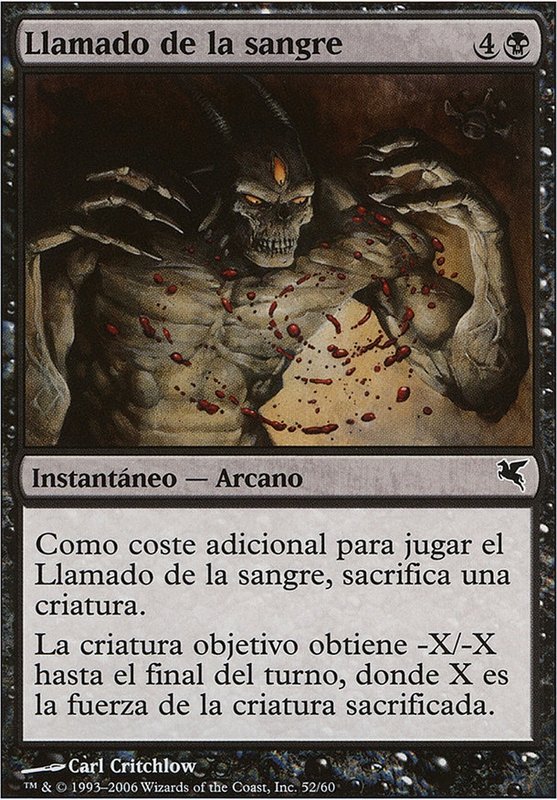 Llamado de la sangre 4
Instantáneo — Arcano
Como coste adicional para jugar el
Llamado de la sangre, sacrifica una
criatura.
La criatura objetivo obtiene -X/-X
hasta el final del turno, donde X es
la fuerza de la criatura sacrificada.
Carl Critchlow
™ & © 1993–2006 Wizards of the Coast, Inc. 52/60